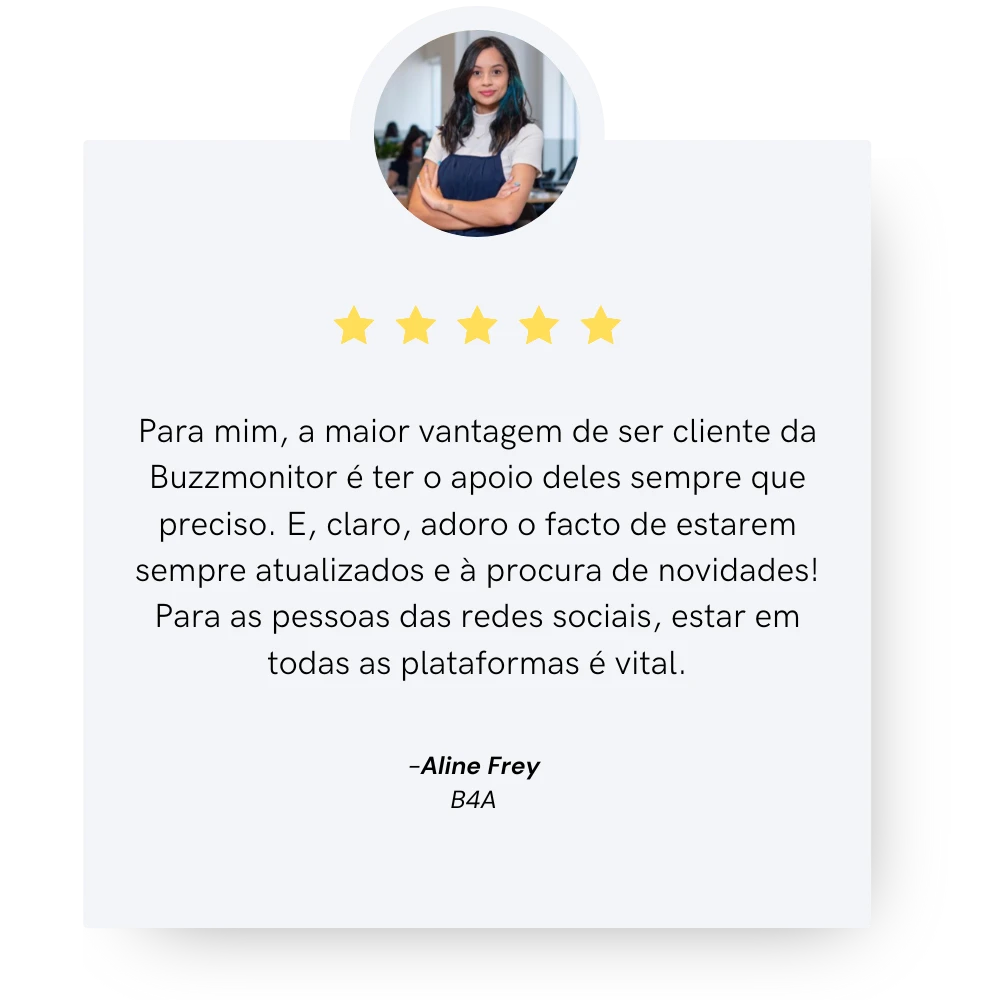 Para mim, a maior vantagem de ser cliente da
Buzzmonitor é ter o apoio deles sempre que
preciso. E, claro, adoro o facto de estarem
sempre atualizados e à procura de novidades!
Para as pessoas das redes sociais, estar em
todas as plataformas é vital.
–Aline Frey
B4A